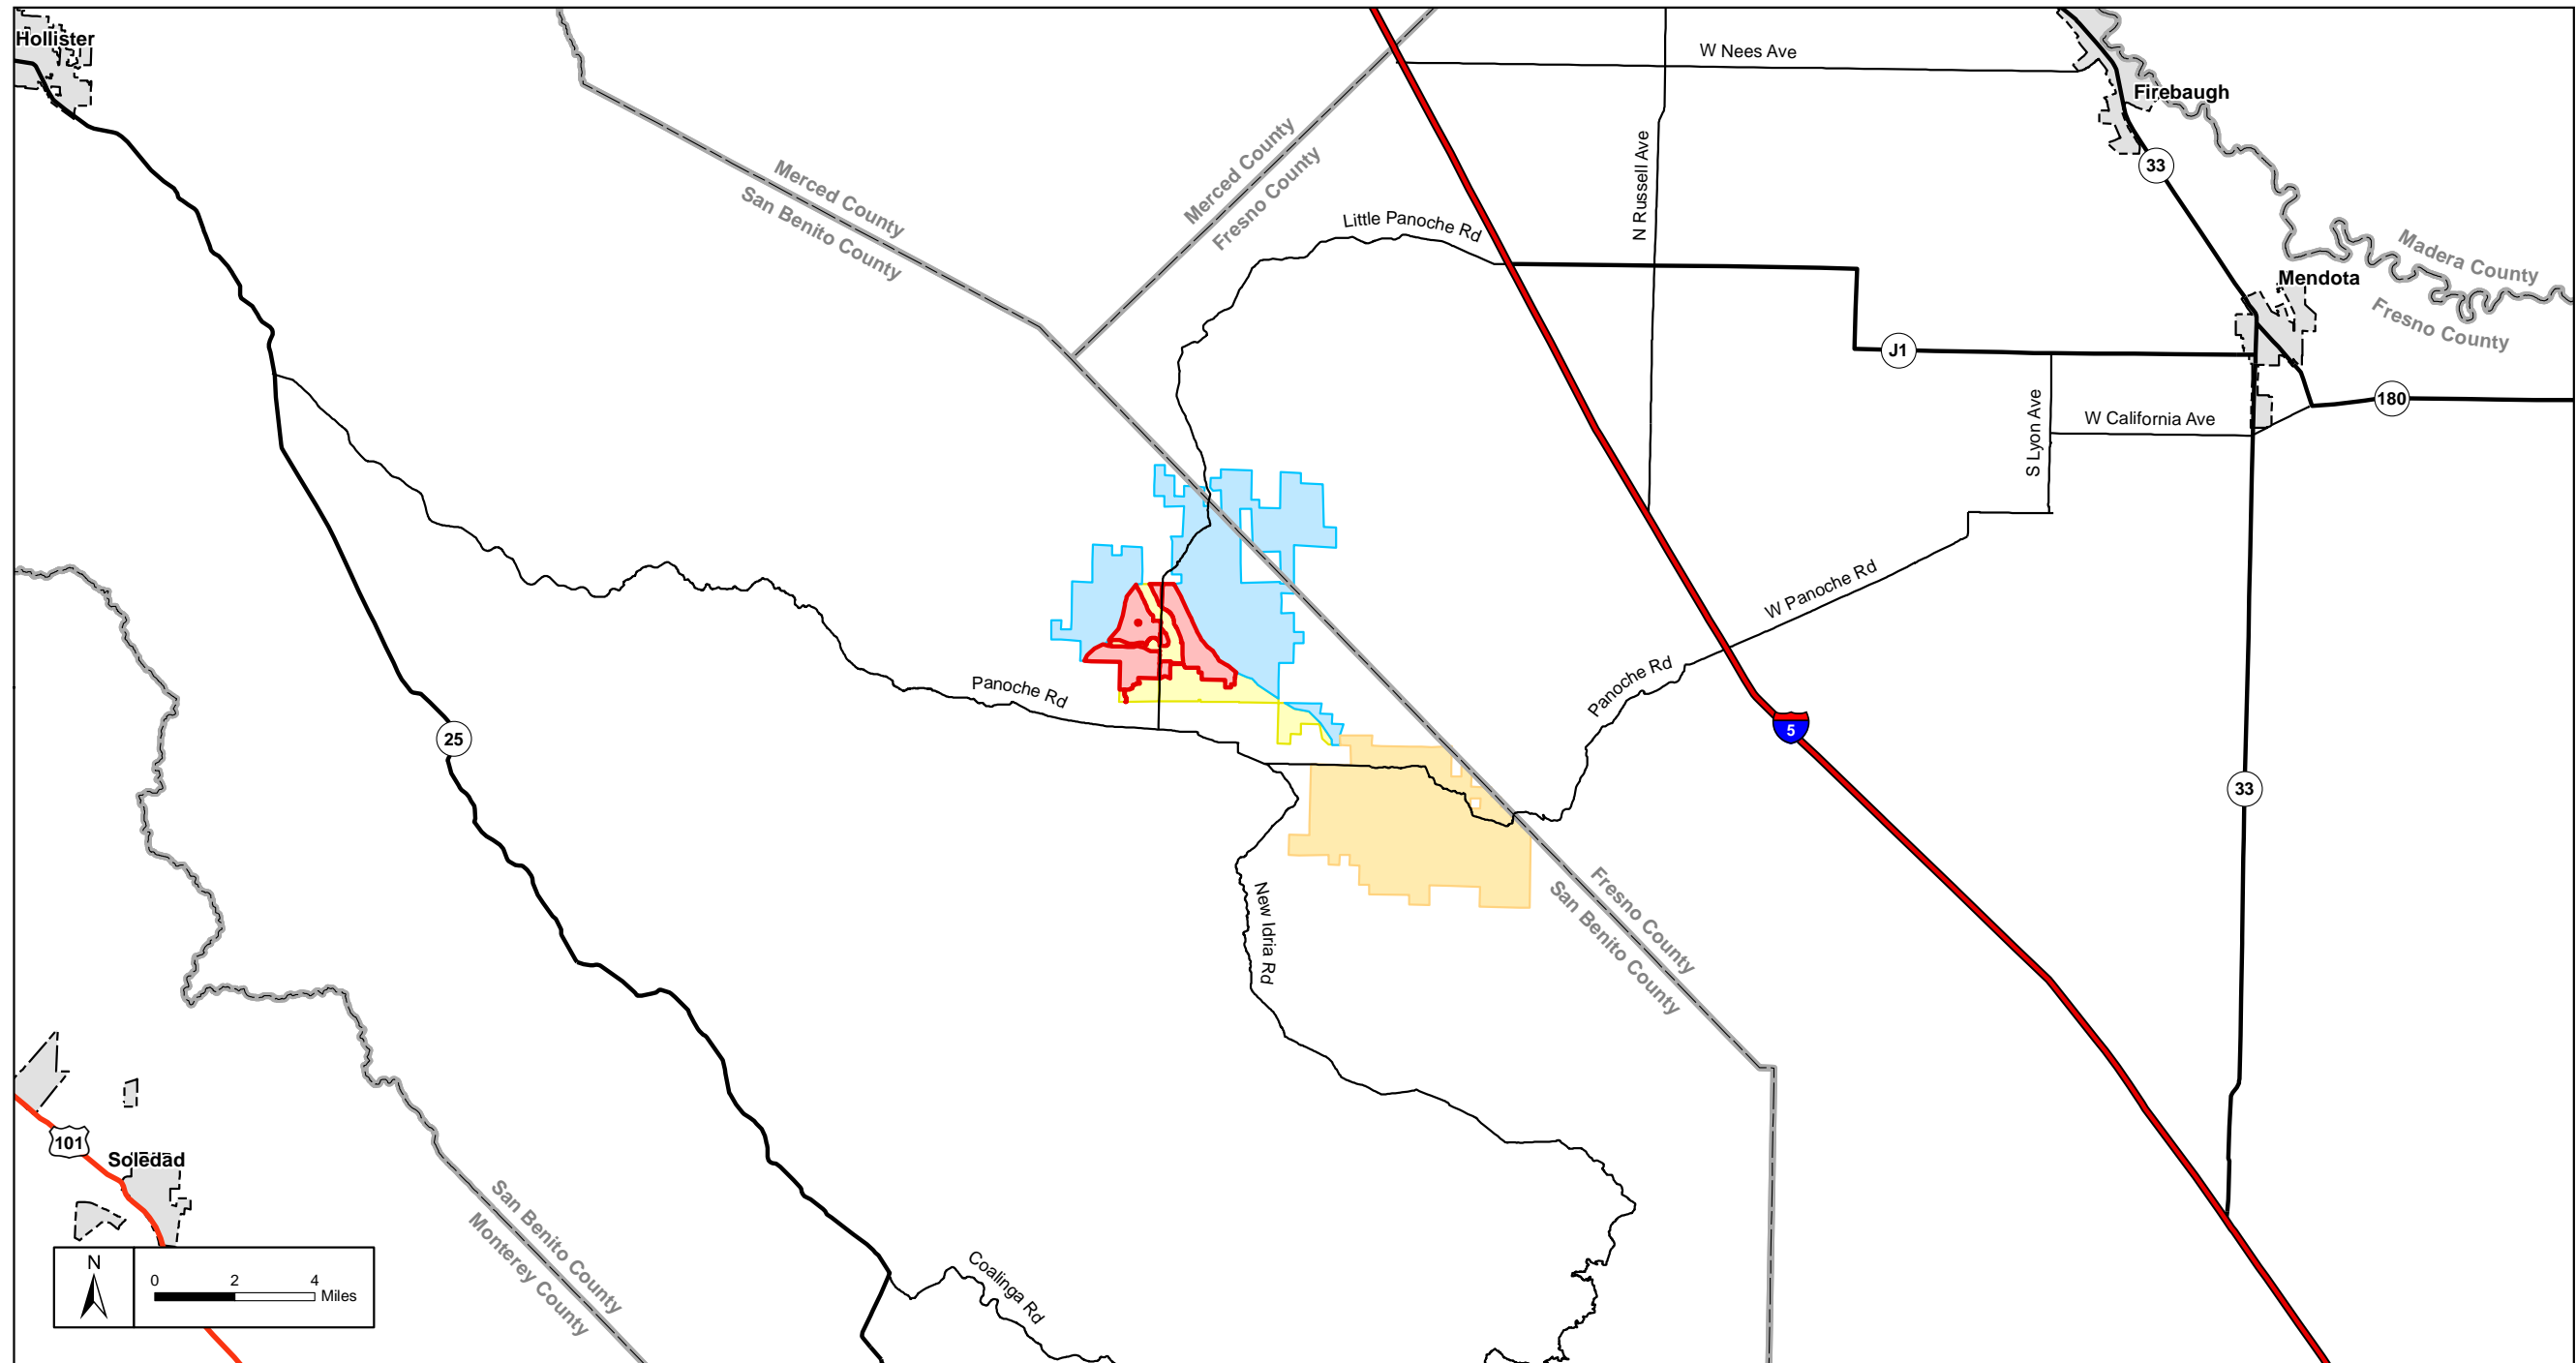 Hollister
W Nees Ave
Firebaugh
33
N Russell Ave
Merced County
San Benito County
Merced County
Fresno County
Little Panoche Rd
Madera County
Mendota
Fresno County
J1
180
S Lyon Ave
W California Ave
W Panoche Rd
Panoche Rd
Panoche Rd
25
5
33
New Idria Rd
Fresno County
San Benito County
101
Soledad
San Benito County
Monterey County
Coalinga Rd
N
0 2 4
Miles